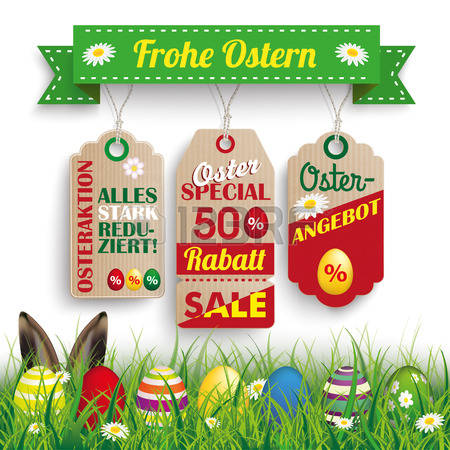 Frohe Ostern
OSTERAKTION
ALLES
STARK
REDU-
ZIERT!
% % %
Oster
SPECIAL
50%
Rabatt
SALE
Oster-
ANGEBOT
%